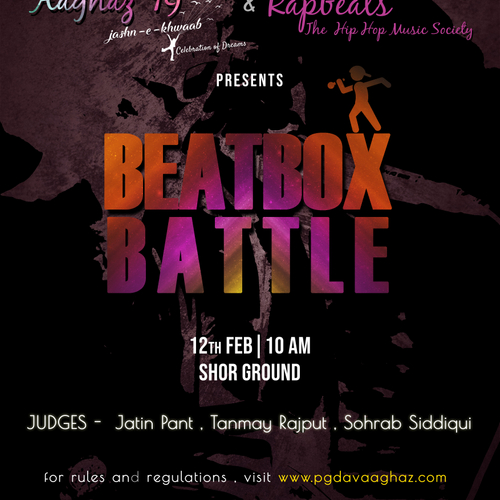 Aaghaz '19 & RapBeats
jashn-e-khwaab The Hip Hop Music Society
Celebration of Dreams
PRESENTS
BEATBOX
BATTLE
12TH FEB | 10 AM
SHOR GROUND
JUDGES - Jatin Pant , Tanmay Rajput , Sohrab Siddiqui
for rules and regulations , visit www.pgdavaaghaz.com